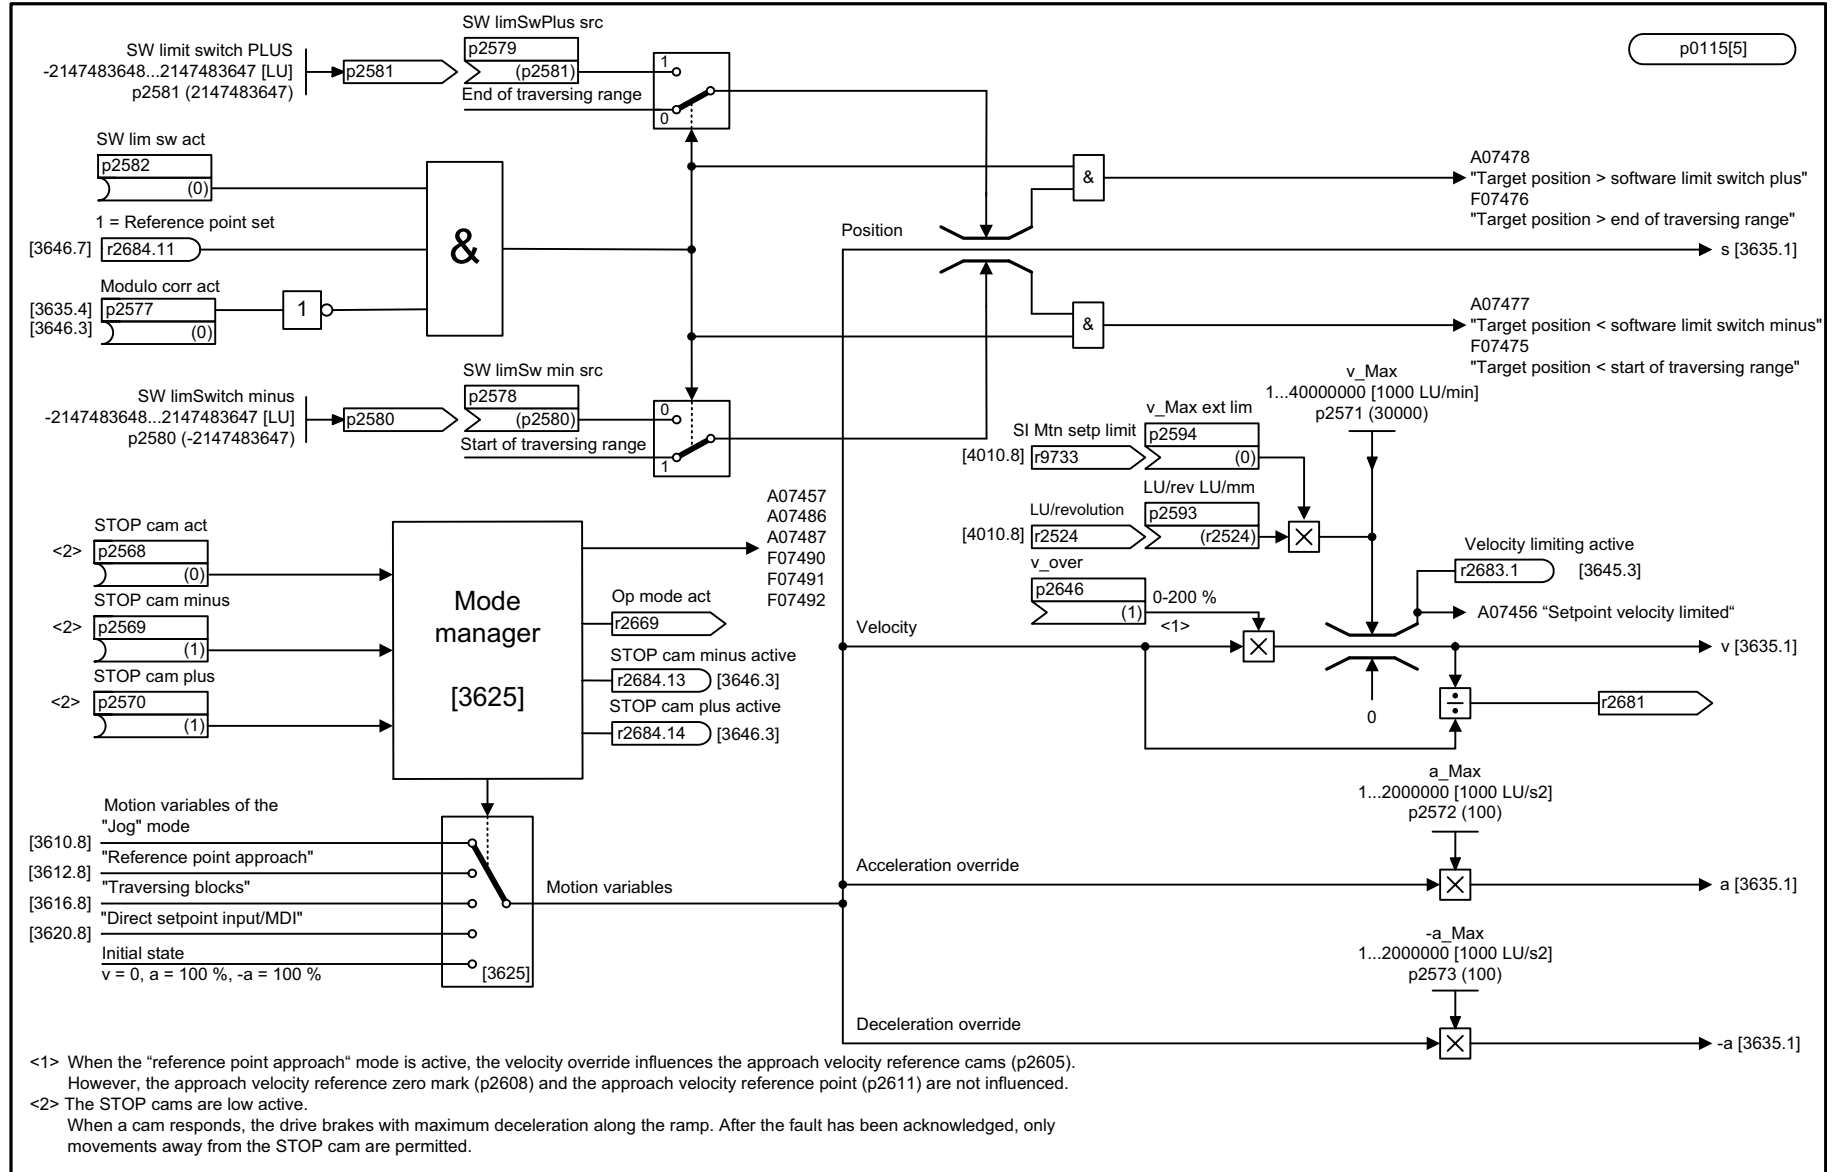 SW limSwPlus src
SW limit switch PLUS
-2147483648...2147483647 [LU]
p2581 (2147483647)
p2581
p2579
(p2581)
End of traversing range
1
0
p0115[5]
SW lim sw act
p2582
(0)
1 = Reference point set
[3646.7]
r2684.11
Modulo corr act
[3635.4]
[3646.3]
p2577
(0)
1
&
&
A07478
"Target position > software limit switch plus"
F07476
"Target position > end of traversing range"
Position
s [3635.1]
&
A07477
"Target position < software limit switch minus"
F07475
"Target position < start of traversing range"
SW limSw min src
SW limSwitch minus
-2147483648...2147483647 [LU]
p2580 (-2147483647)
p2580
p2578
(p2580)
Start of traversing range
0
1
v_Max
1...40000000 [1000 LU/min]
p2571 (30000)
v_Max ext lim
SI Mtn setp limit
p2594
(0)
[4010.8]
r9733
LU/rev LU/mm
LU/revolution
p2593
(r2524)
[4010.8]
r2524
v_over
p2646
(1)
0-200 %
<1>
Velocity
Velocity limiting active
r2683.1
[3645.3]
A07456 “Setpoint velocity limited“
v [3635.1]
0
r2681
STOP cam act
<2>
p2568
(0)
STOP cam minus
<2>
p2569
(1)
STOP cam plus
<2>
p2570
(1)
Mode
manager
[3625]
A07457
A07486
A07487
F07490
F07491
F07492
Op mode act
r2669
STOP cam minus active
r2684.13
[3646.3]
STOP cam plus active
r2684.14
[3646.3]
Motion variables of the
"Jog" mode
[3610.8]
"Reference point approach"
[3612.8]
"Traversing blocks"
[3616.8]
"Direct setpoint input/MDI"
[3620.8]
Initial state
v = 0, a = 100 %, -a = 100 %
[3625]
Motion variables
a_Max
1...2000000 [1000 LU/s2]
p2572 (100)
Acceleration override
a [3635.1]
-a_Max
1...2000000 [1000 LU/s2]
p2573 (100)
Deceleration override
-a [3635.1]
<1> When the “reference point approach“ mode is active, the velocity override influences the approach velocity reference cams (p2605).
However, the approach velocity reference zero mark (p2608) and the approach velocity reference point (p2611) are not influenced.
<2> The STOP cams are low active.
When a cam responds, the drive brakes with maximum deceleration along the ramp. After the fault has been acknowledged, only
movements away from the STOP cam are permitted.